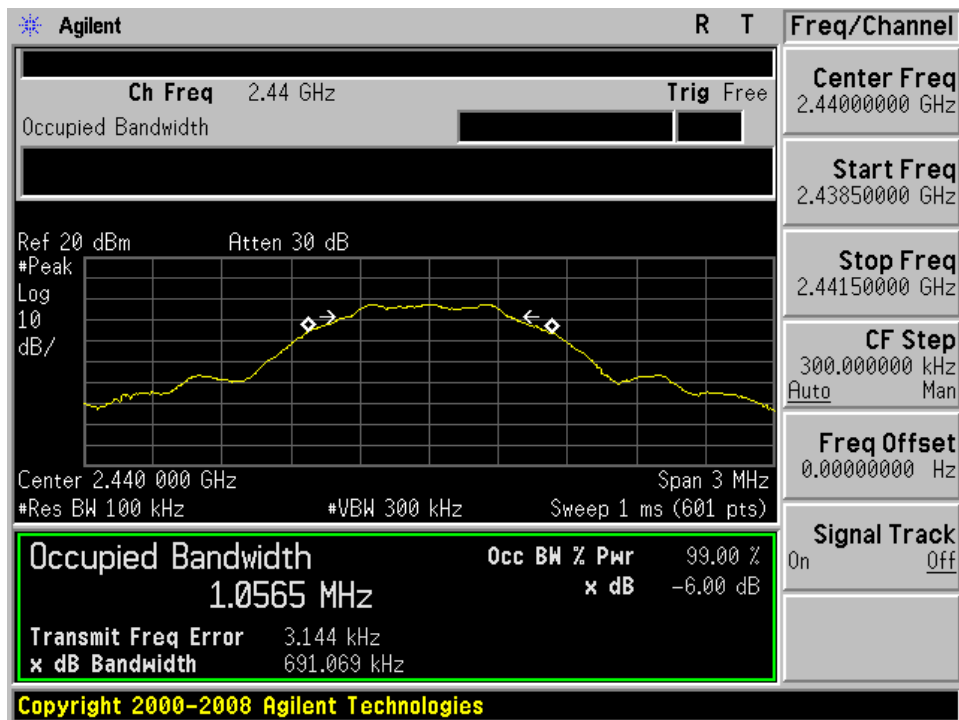 Agilent R T
Ch Freq 2.44 GHz Trig Free
Occupied Bandwidth
Ref 20 dBm Atten 30 dB
#Peak
Log
10
dB/
Center 2.440 000 GHz Span 3 MHz
#Res BW 100 kHz #VBW 300 kHz Sweep 1 ms (601 pts)
Occupied Bandwidth Occ BW % Pwr 99.00 %
1.0565 MHz x dB -6.00 dB
Transmit Freq Error 3.144 kHz
x dB Bandwidth 691.069 kHz
Copyright 2000-2008 Agilent Technologies
Freq/Channel
Center Freq
2.44000000 GHz
Start Freq
2.43850000 GHz
Stop Freq
2.44150000 GHz
CF Step
300.000000 kHz
Auto Man
Freq Offset
0.00000000 Hz
Signal Track
On Off